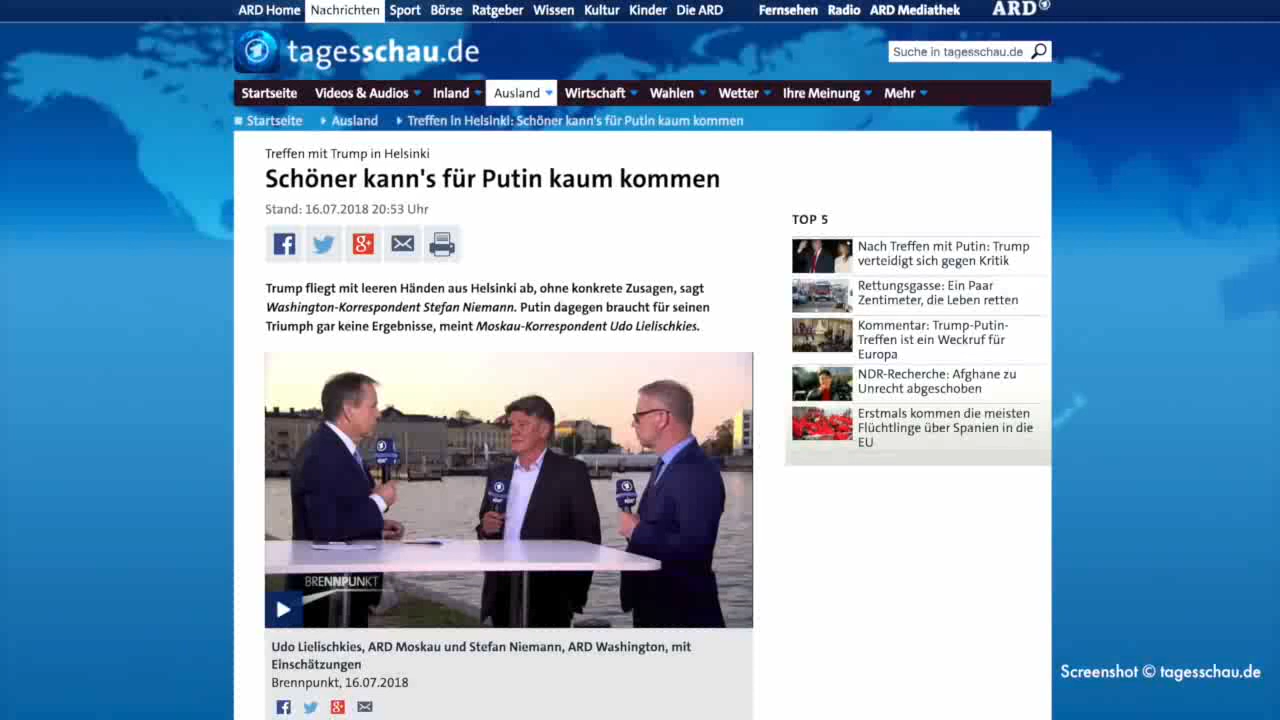 ARD Home Nachrichten Sport Börse Ratgeber Wissen Kultur Kinder Die ARD Fernsehen Radio ARD Mediathek ARD
tagesschau.de
Suche in tagesschau.de
Startseite Videos & Audios Inland Ausland Wirtschaft Wahlen Wetter Ihre Meinung Mehr
Startseite Ausland Treffen in Helsinki: Schöner kann's für Putin kaum kommen
Treffen mit Trump in Helsinki
Schöner kann's für Putin kaum kommen
Stand: 16.07.2018 20:53 Uhr
Trump fliegt mit leeren Händen aus Helsinki ab, ohne konkrete Zusagen, sagt
Washington-Korrespondent Stefan Niemann. Putin dagegen braucht für seinen
Triumph gar keine Ergebnisse, meint Moskau-Korrespondent Udo Lielischkies.
BRENNPUNKT
Udo Lielischkies, ARD Moskau und Stefan Niemann, ARD Washington, mit
Einschätzungen
Brennpunkt, 16.07.2018
TOP 5
Nach Treffen mit Putin: Trump
verteidigt sich gegen Kritik
Rettungsgasse: Ein Paar
Zentimeter, die Leben retten
Kommentar: Trump-Putin-
Treffen ist ein Weckruf für
Europa
NDR-Recherche: Afghane zu
Unrecht abgeschoben
Erstmals kommen die meisten
Flüchtlinge über Spanien in die
EU
Screenshot © tagesschau.de